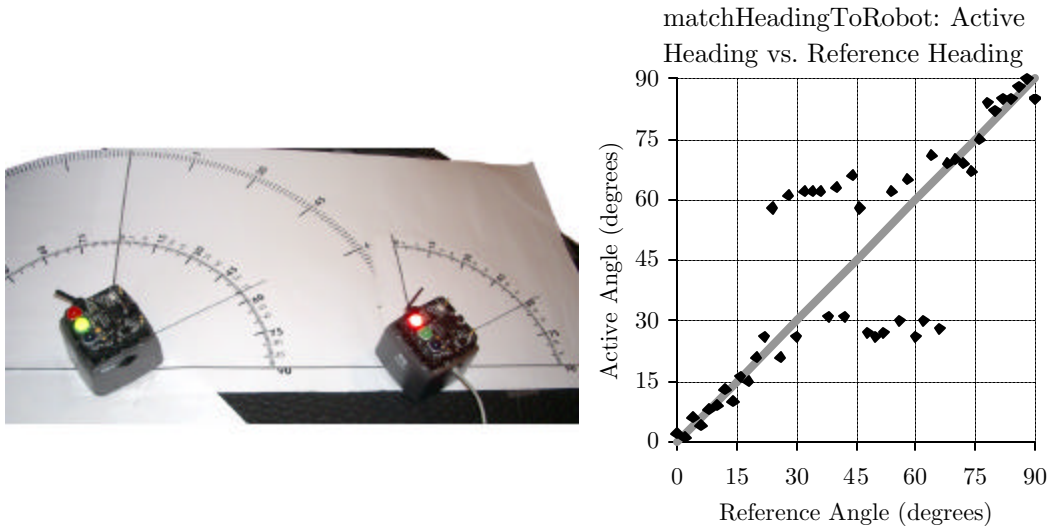 matchHeadingToRobot: Active
Heading vs. Reference Heading
90
75
60
45
30
15
0
Active Angle (degrees)
0 15 30 45 60 75 90
Reference Angle (degrees)